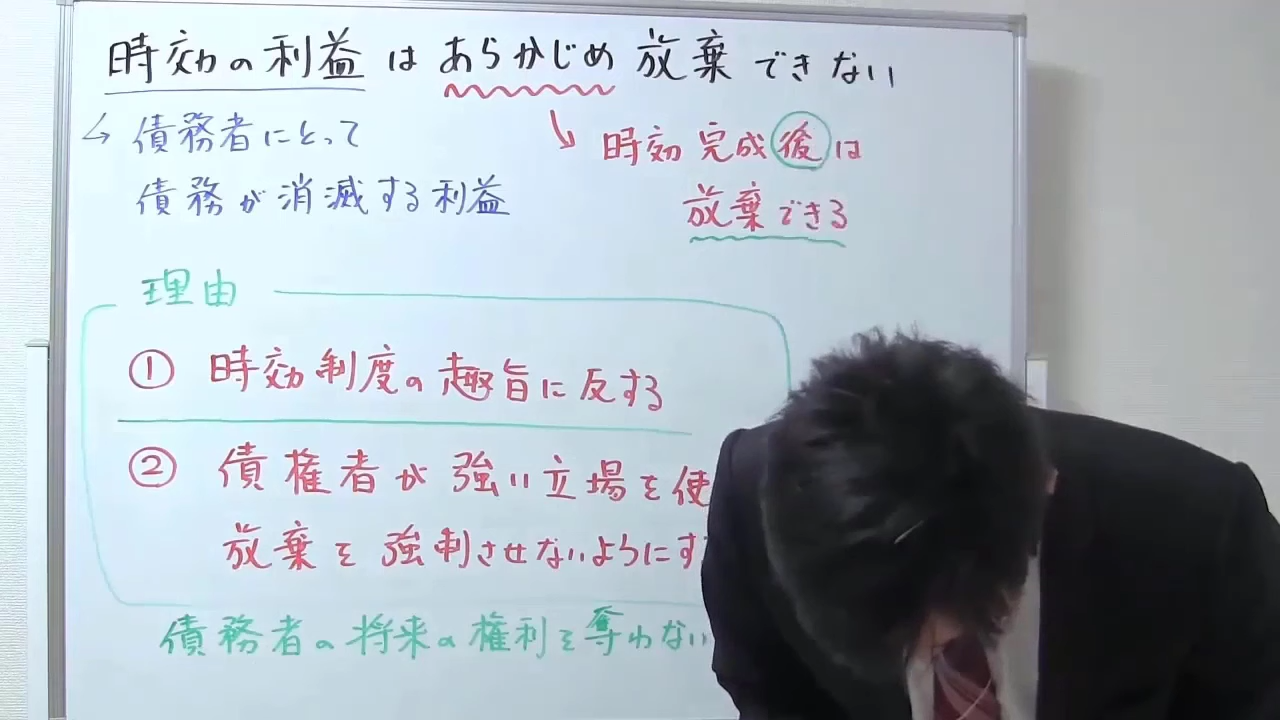 時効の利益はあらかじめ放棄できない
↳ 債務者にとって
債務が消滅する利益
↘ 時効完成後は
放棄できる
理由
① 時効制度の趣旨に反する
② 債権者が強い立場を使
放棄を強制させないようにす
債務者の将来の権利を奪わない